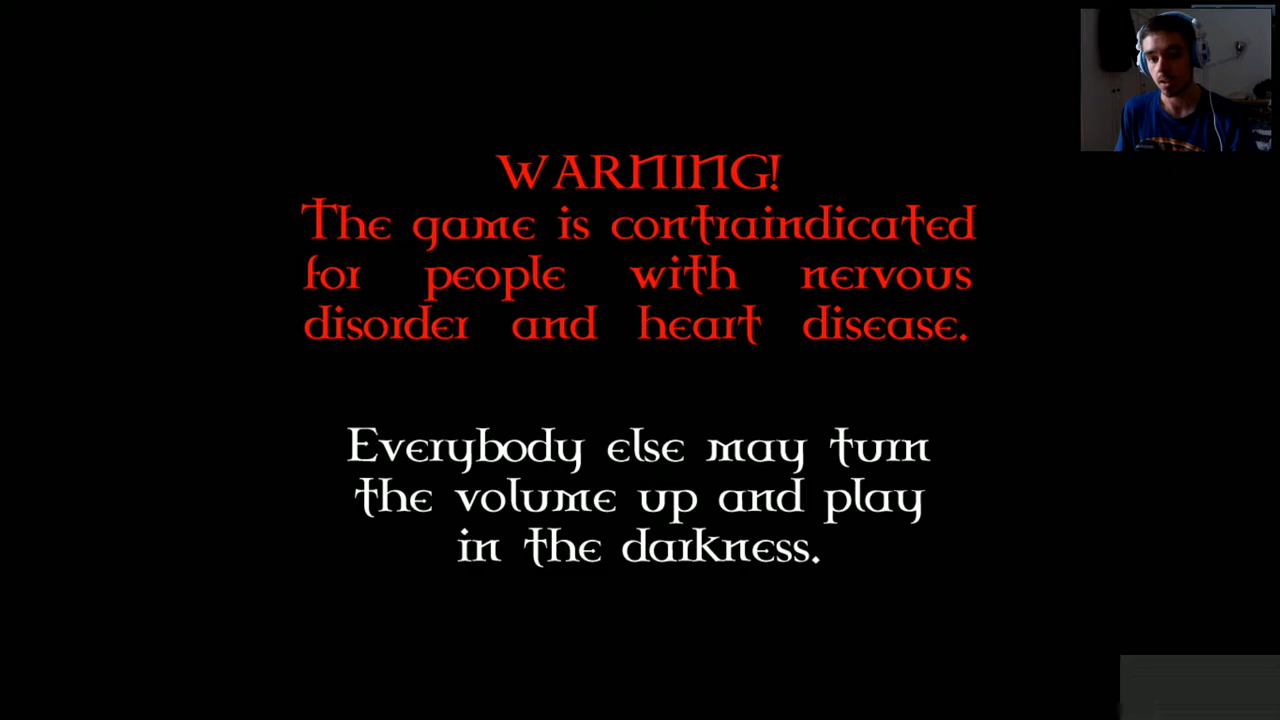 WARNING!
The game is contraindicated
for people with nervous
disorder and heart disease.
Everybody else may turn
the volume up and play
in the darkness.